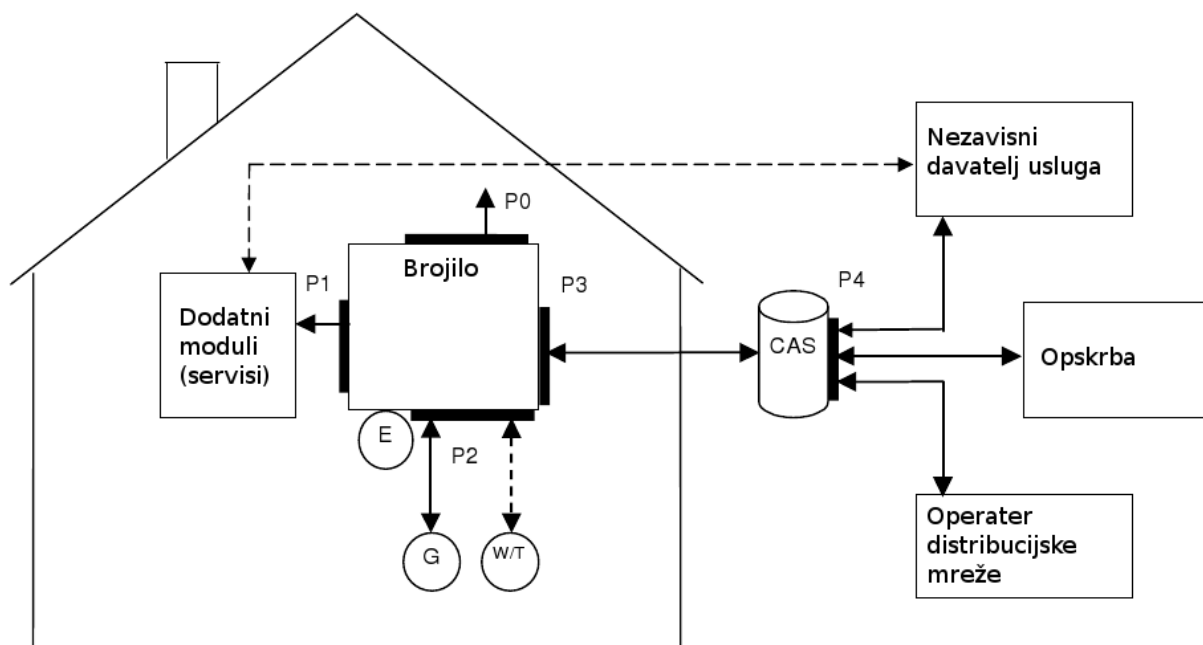 Nezavisni
davatelj usluga
P0
Brojilo
P1
P3
P4
Dodatni
moduli
(servisi)
CAS
Opskrba
E
P2
G
W/T
Operater
distribucijske
mreže